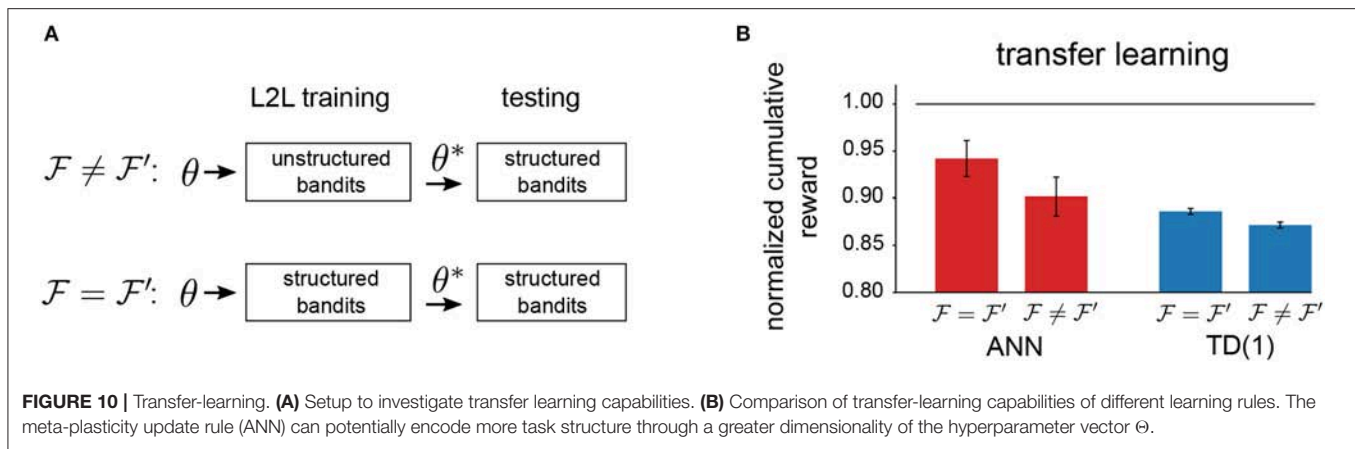 A
L2L training testing
F ≠ F′: θ → unstructured bandits θ* → structured bandits
F = F′: θ → structured bandits θ* → structured bandits
B
transfer learning
normalized cumulative
reward
1.00
0.95
0.90
0.85
0.80
F = F′ F ≠ F′ F = F′ F ≠ F′
ANN TD(1)
FIGURE 10 | Transfer-learning. (A) Setup to investigate transfer learning capabilities. (B) Comparison of transfer-learning capabilities of different learning rules. The
meta-plasticity update rule (ANN) can potentially encode more task structure through a greater dimensionality of the hyperparameter vector Θ.